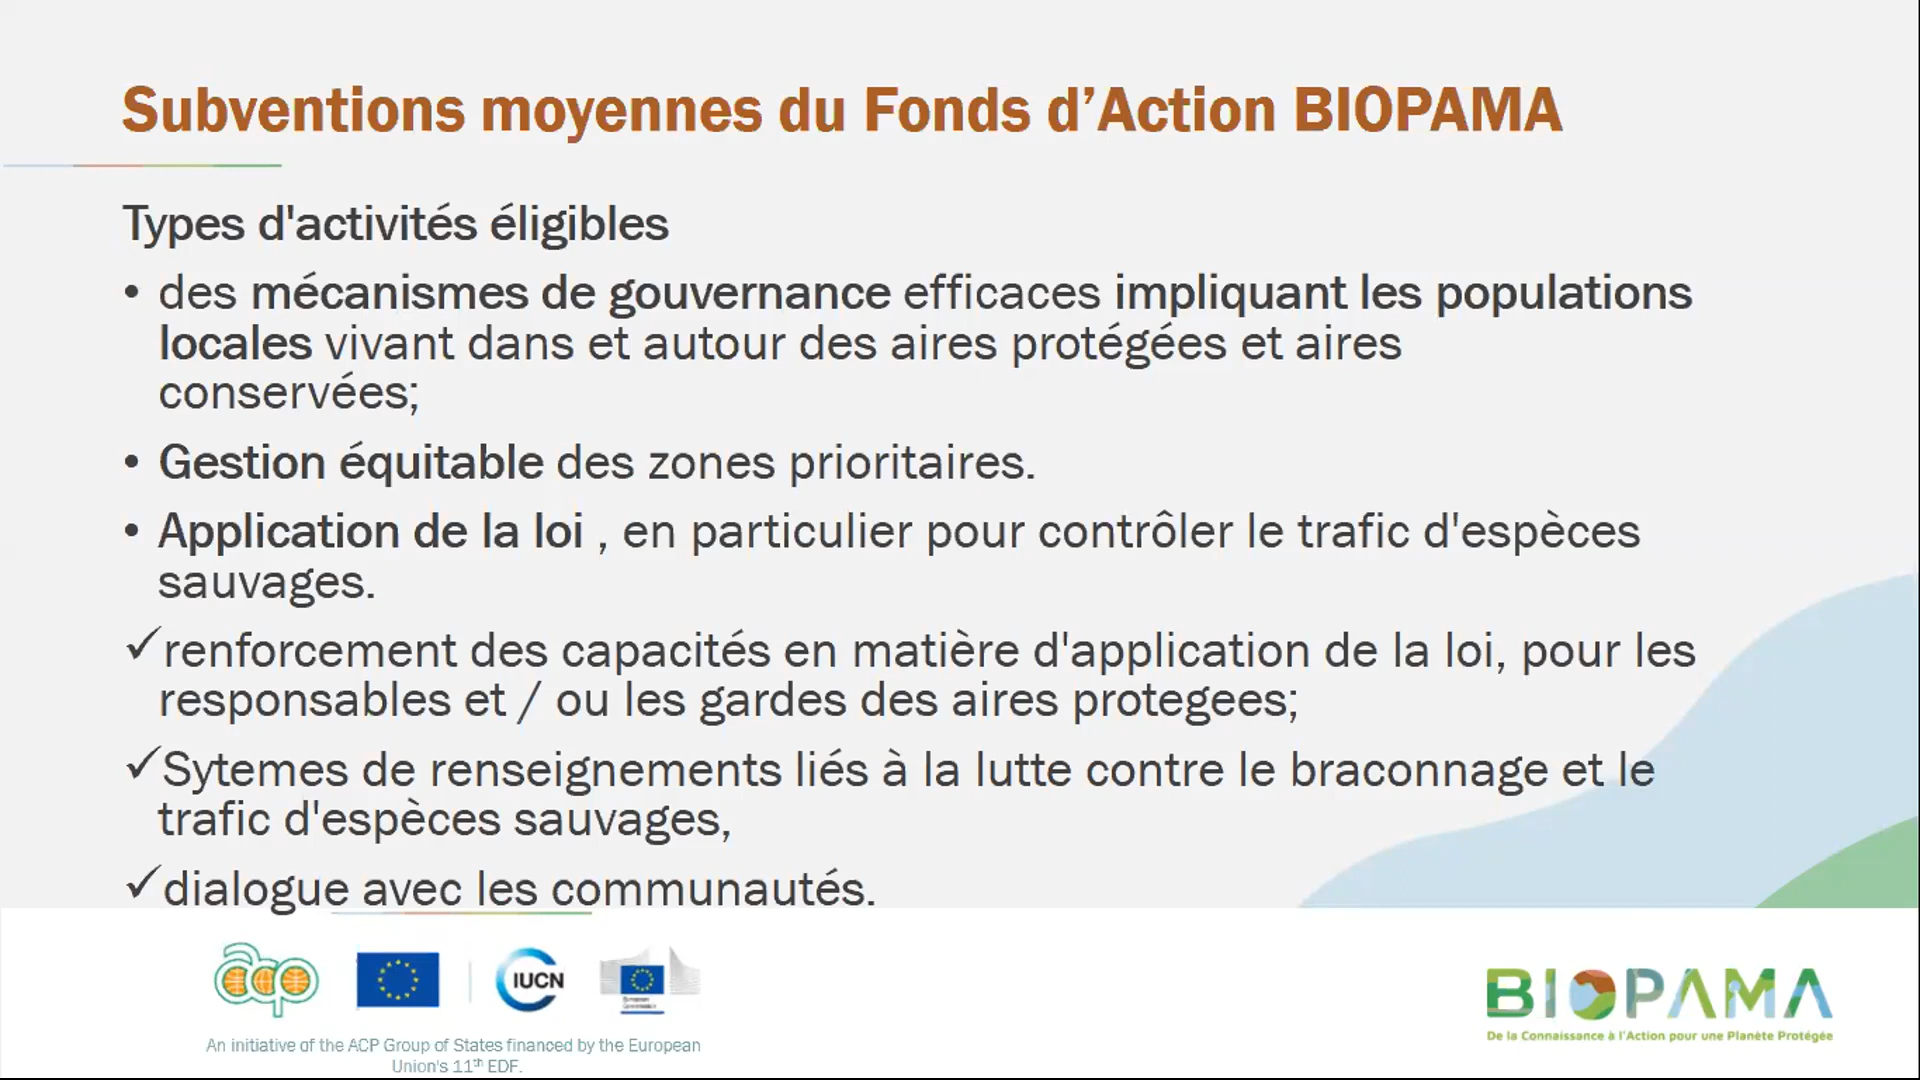 Subventions moyennes du Fonds d’Action BIOPAMA
Types d'activités éligibles
• des mécanismes de gouvernance efficaces impliquant les populations
locales vivant dans et autour des aires protégées et aires
conservées;
• Gestion équitable des zones prioritaires.
• Application de la loi , en particulier pour contrôler le trafic d'espèces
sauvages.
✓renforcement des capacités en matière d'application de la loi, pour les
responsables et / ou les gardes des aires protegees;
✓Sytemes de renseignements liés à la lutte contre le braconnage et le
trafic d'espèces sauvages,
✓dialogue avec les communautés.
acp
IUCN
European
Commission
An initiative of the ACP Group of States financed by the European
Union's 11th EDF.
BIOPAMA
De la Connaissance à l'Action pour une Planète Protégée